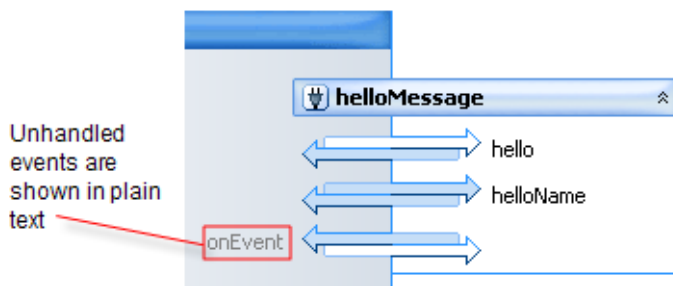 helloMessage
hello
helloName
onEvent
Unhandled
events are
shown in plain
text